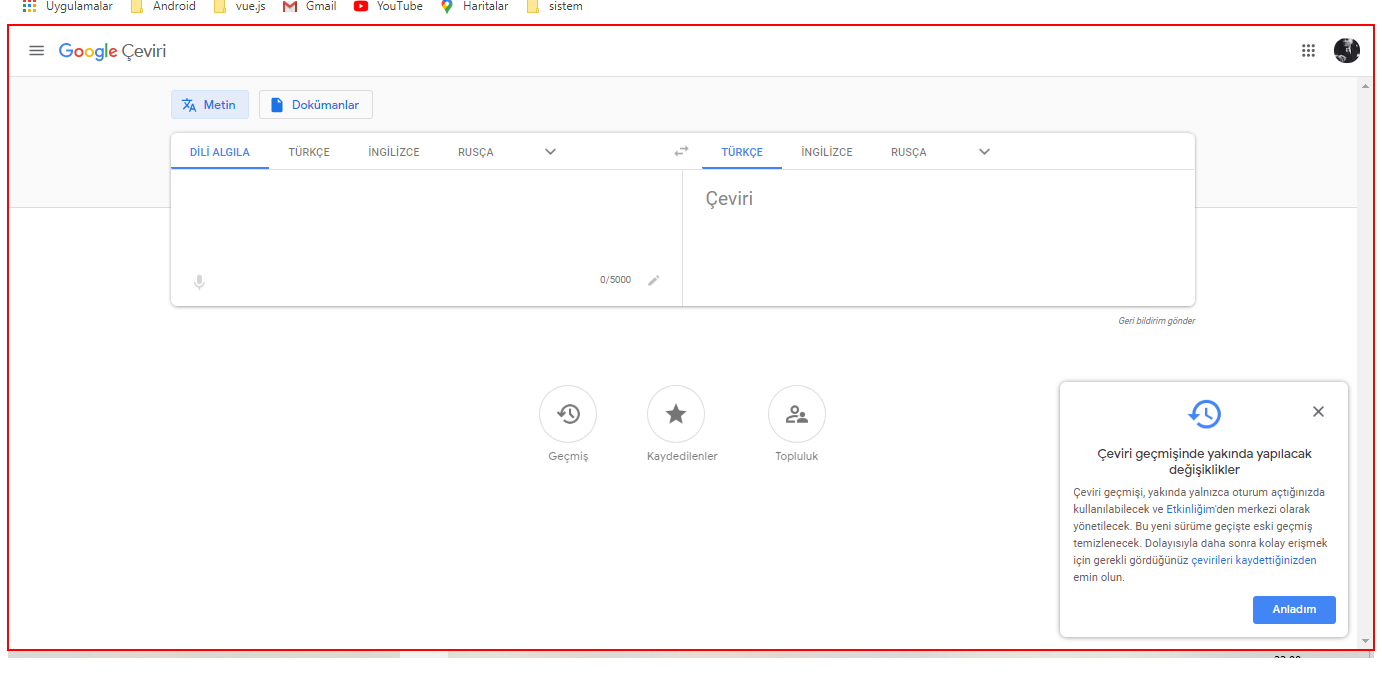 Uygulamalar Android vue.js Gmail YouTube Haritalar sistem
Google Çeviri
Metin Dokümanlar
DİLİ ALGILA TÜRKÇE İNGİLİZCE RUSÇA TÜRKÇE İNGİLİZCE RUSÇA
Çeviri
0/5000
Geri bildirim gönder
Geçmiş Kaydedilenler Topluluk
Çeviri geçmişinde yakında yapılacak
değişiklikler
Çeviri geçmişi, yakında yalnızca oturum açtığınızda
kullanılabilecek ve Etkinliğim'den merkezi olarak
yönetilecek. Bu yeni sürüme geçişte eski geçmiş
temizlenecek. Dolayısıyla daha sonra kolay erişmek
için gerekli gördüğünüz çevirileri kaydettiğinizden
emin olun.
Anladım